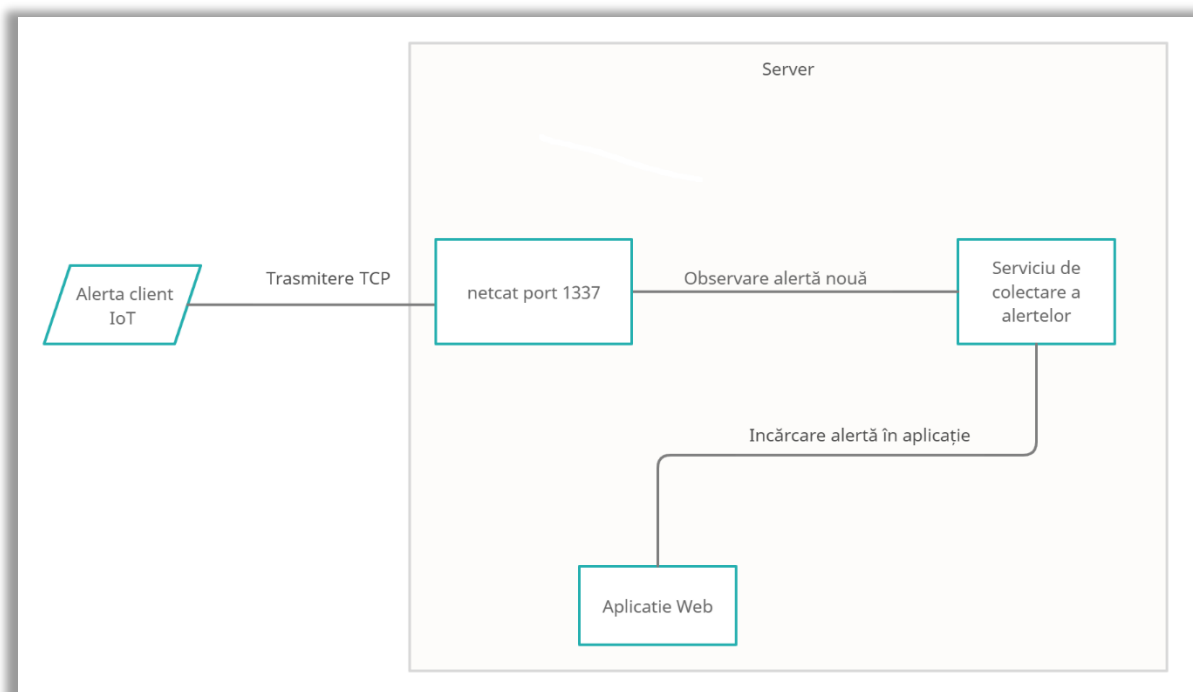 Server
Alerta client
IoT
Trasmitere TCP
netcat port 1337
Observare alertă nouă
Serviciu de
colectare a
alertelor
Incărcare alertă în aplicație
Aplicatie Web